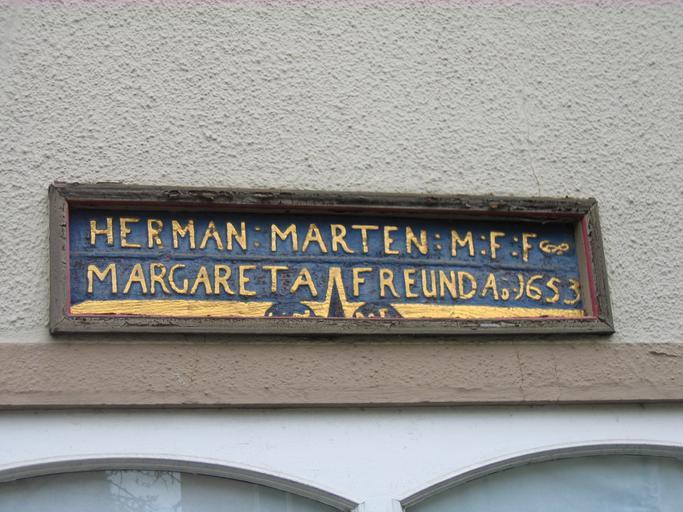 HERMAN : MARTEN : M : F : F ∞
MARGARETA FREUNDA, 1653